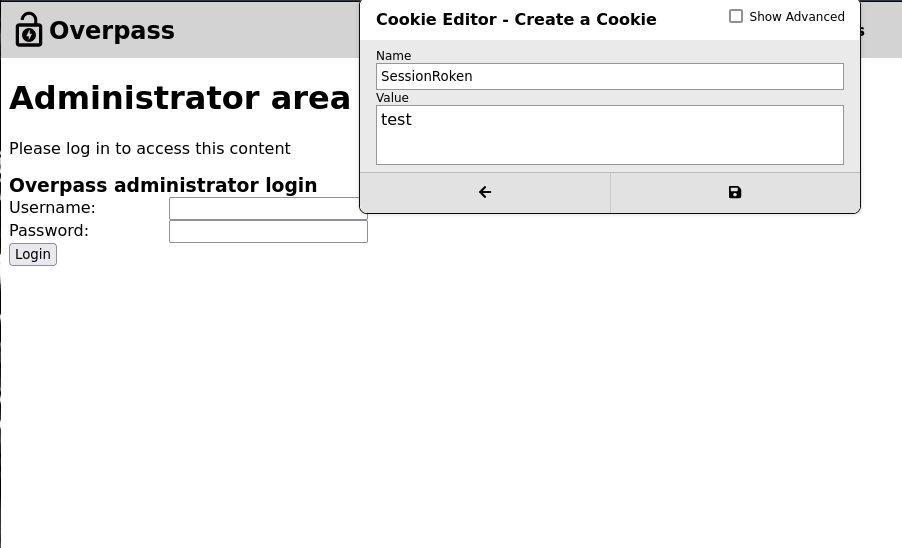 Overpass
Cookie Editor - Create a Cookie
Show Advanced
Name
SessionRoken
Value
test
Administrator area
Please log in to access this content
Overpass administrator login
Username:
Password:
Login